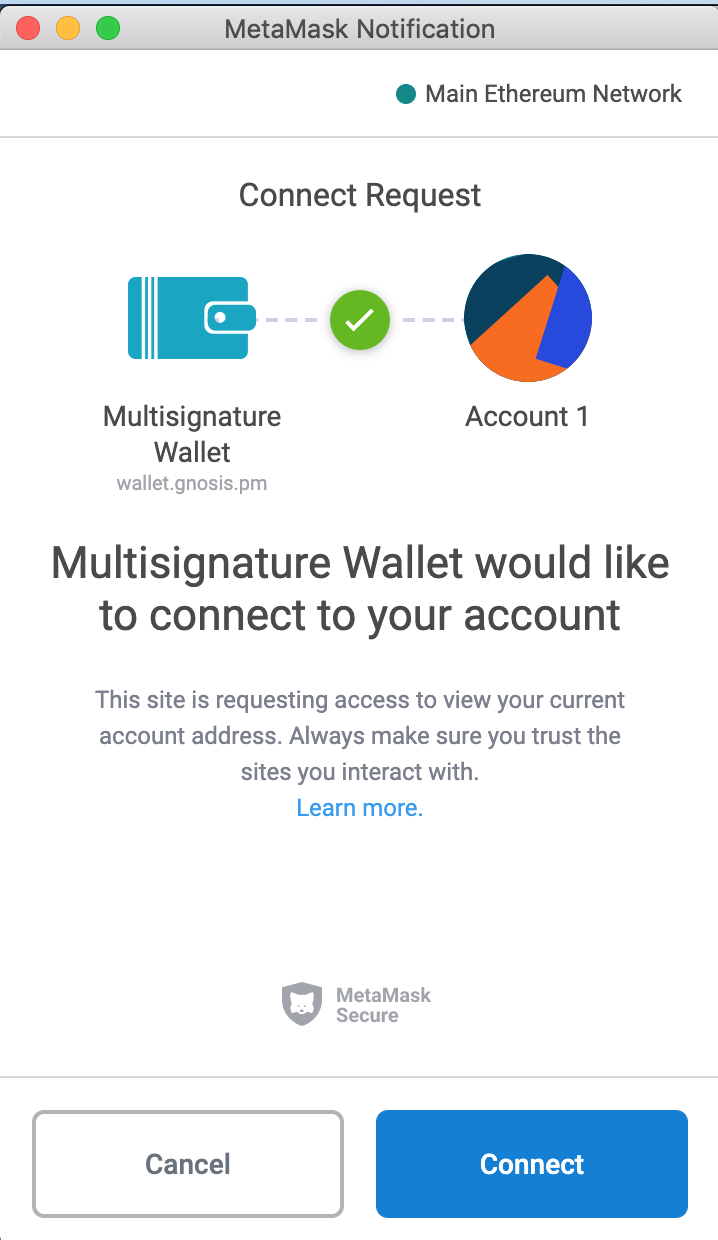 MetaMask Notification
Main Ethereum Network
Connect Request
Multisignature
Wallet
wallet.gnosis.pm
Account 1
Multisignature Wallet would like
to connect to your account
This site is requesting access to view your current
account address. Always make sure you trust the
sites you interact with.
Learn more.
MetaMask
Secure
Cancel
Connect